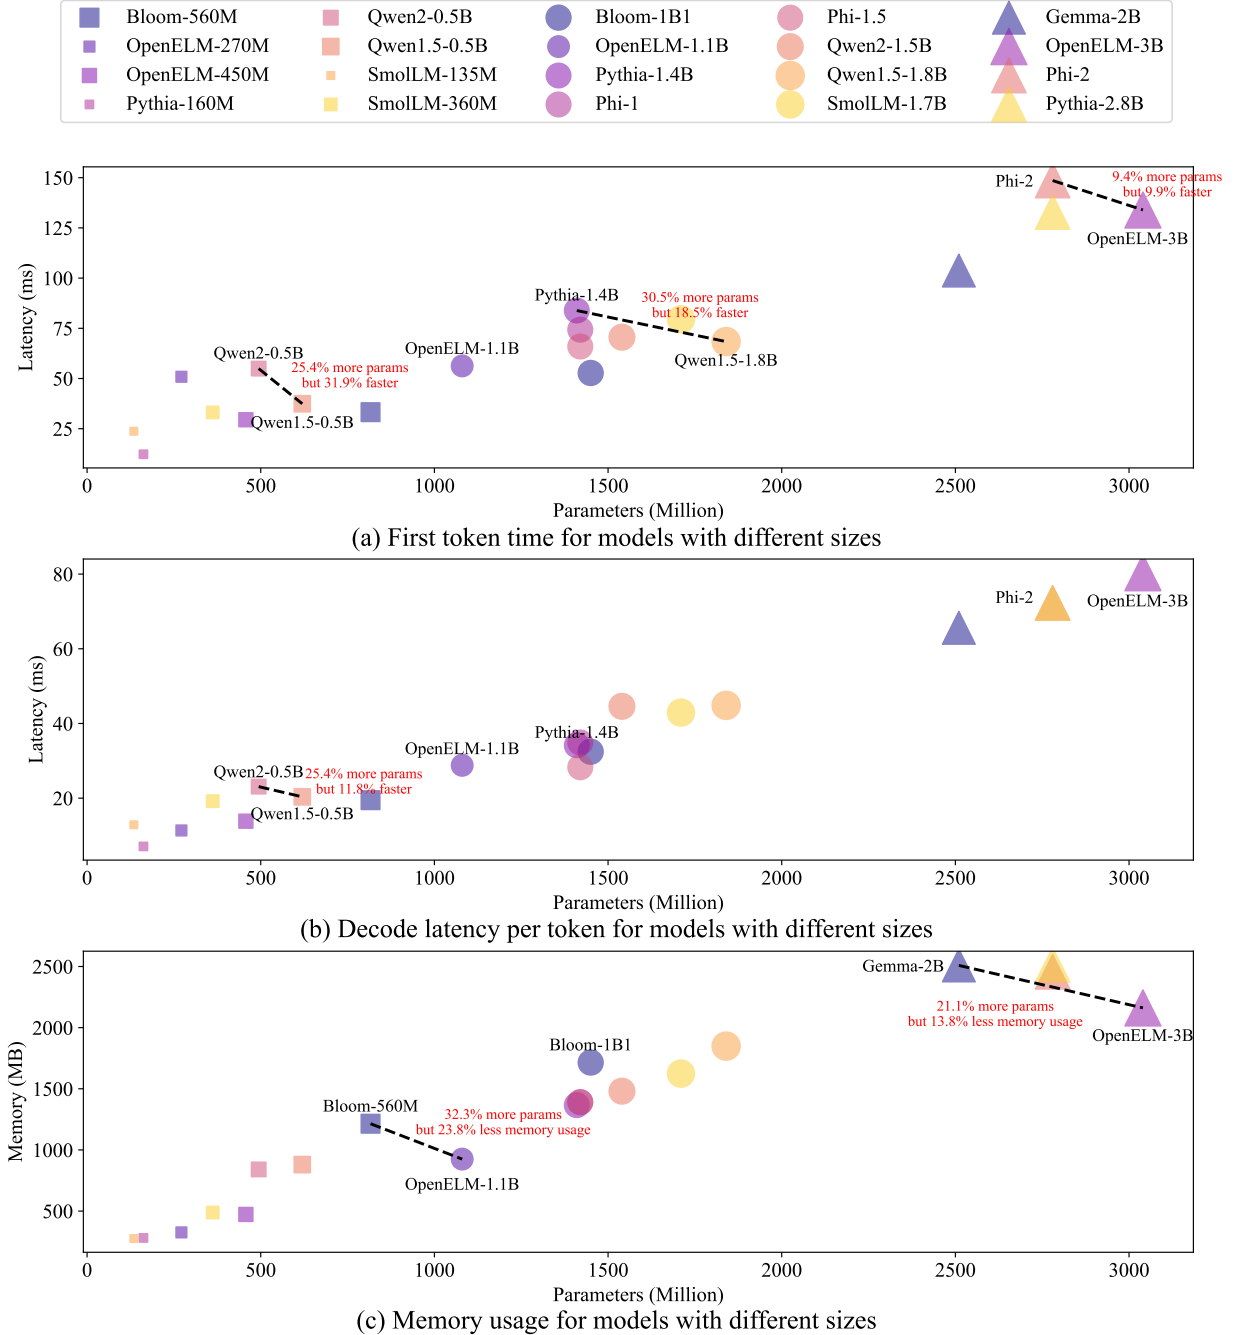 Bloom-560M Qwen2-0.5B Bloom-1B1 Phi-1.5 Gemma-2B
OpenELM-270M Qwen1.5-0.5B OpenELM-1.1B Qwen2-1.5B OpenELM-3B
OpenELM-450M SmolLM-135M Pythia-1.4B Qwen1.5-1.8B Phi-2
Pythia-160M SmolLM-360M Phi-1 SmolLM-1.7B Pythia-2.8B
Latency (ms)
150
125
100
75
50
25
Phi-2
9.4% more params
but 9.9% faster
OpenELM-3B
Pythia-1.4B
30.5% more params
but 18.5% faster
OpenELM-1.1B
Qwen1.5-1.8B
Qwen2-0.5B
25.4% more params
but 31.9% faster
Qwen1.5-0.5B
0 500 1000 1500 2000 2500 3000
Parameters (Million)
(a) First token time for models with different sizes
Latency (ms)
80
60
40
20
Phi-2
OpenELM-3B
Pythia-1.4B
OpenELM-1.1B
Qwen2-0.5B
25.4% more params
but 11.8% faster
Qwen1.5-0.5B
0 500 1000 1500 2000 2500 3000
Parameters (Million)
(b) Decode latency per token for models with different sizes
Memory (MB)
2500
2000
1500
1000
500
Gemma-2B
21.1% more params
but 13.8% less memory usage
OpenELM-3B
Bloom-1B1
Bloom-560M
32.3% more params
but 23.8% less memory usage
OpenELM-1.1B
0 500 1000 1500 2000 2500 3000
Parameters (Million)
(c) Memory usage for models with different sizes